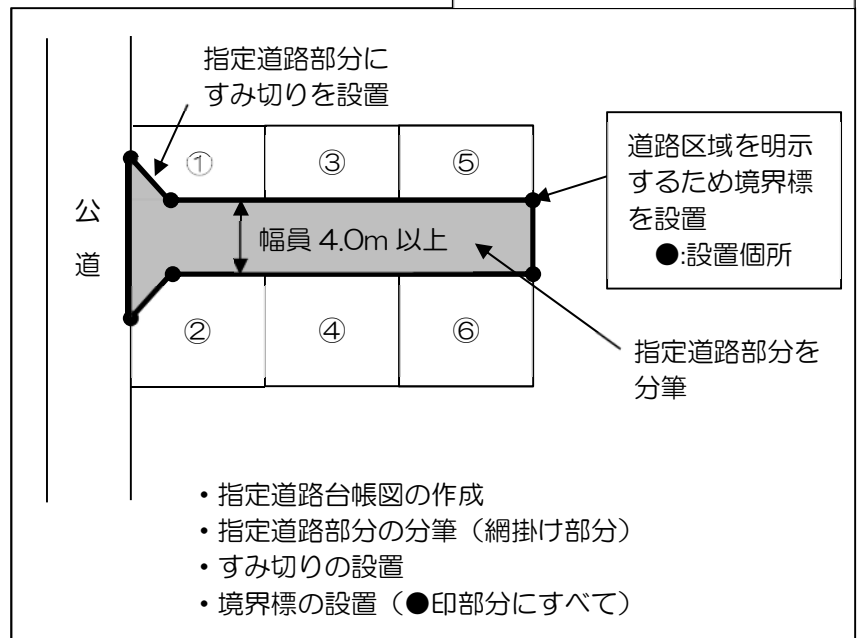 指定道路部分に
すみ切りを設置
①
③
⑤
道路区域を明示
するため境界標
を設置
●:設置個所
公
道
幅員 4.0m 以上
②
④
⑥
指定道路部分を
分筆
・指定道路台帳図の作成
・指定道路部分の分筆（網掛け部分）
・すみ切りの設置
・境界標の設置（●印部分にすべて）